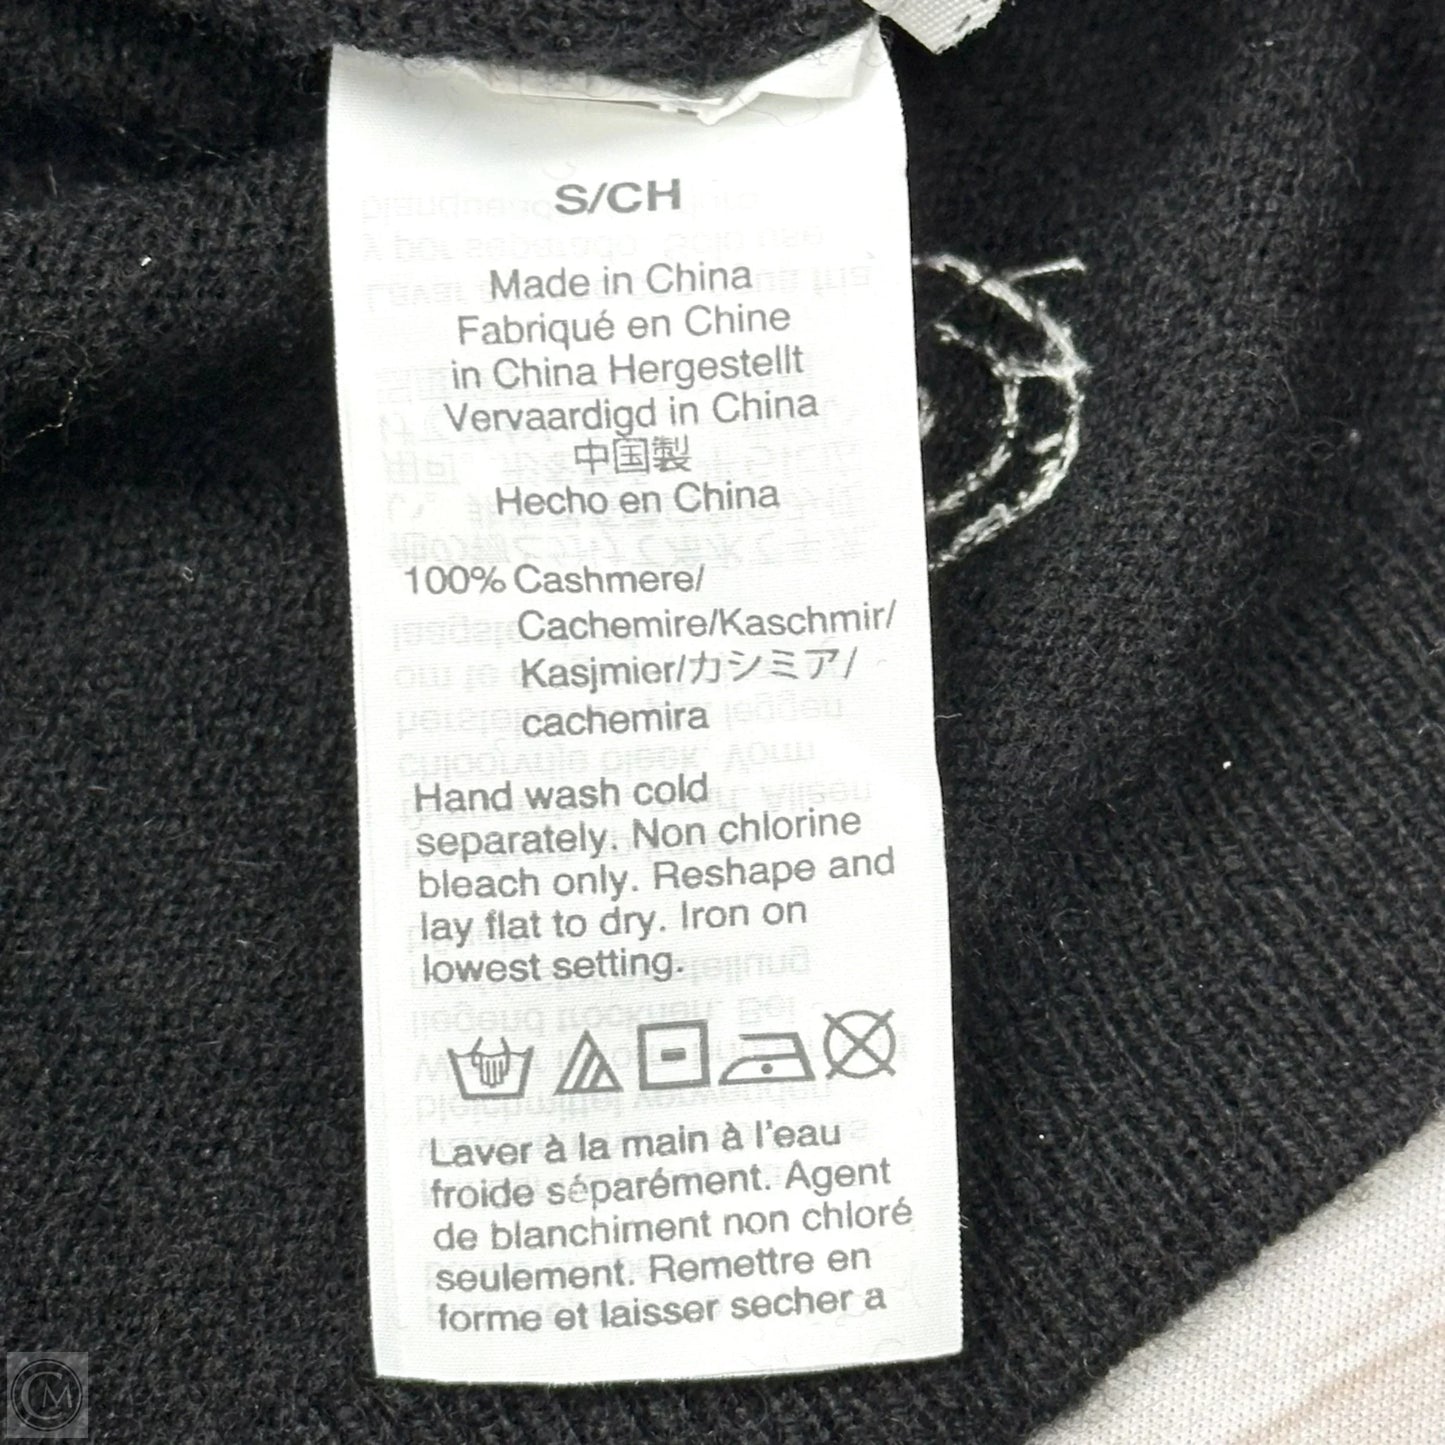 S/CH
Made in China
Fabriqué en Chine
in China Hergestellt
Vervaardigd in China
中国製
Hecho en China
100% Cashmere/
Cachemire/Kaschmir/
Kasjmier/カシミア/
cachemira
Hand wash cold
separately. Non chlorine
bleach only. Reshape and
lay flat to dry. Iron on
lowest setting.
Laver à la main à l'eau
froide séparément. Agent
de blanchiment non chloré
seulement. Remettre en
forme et laisser secher a
CM